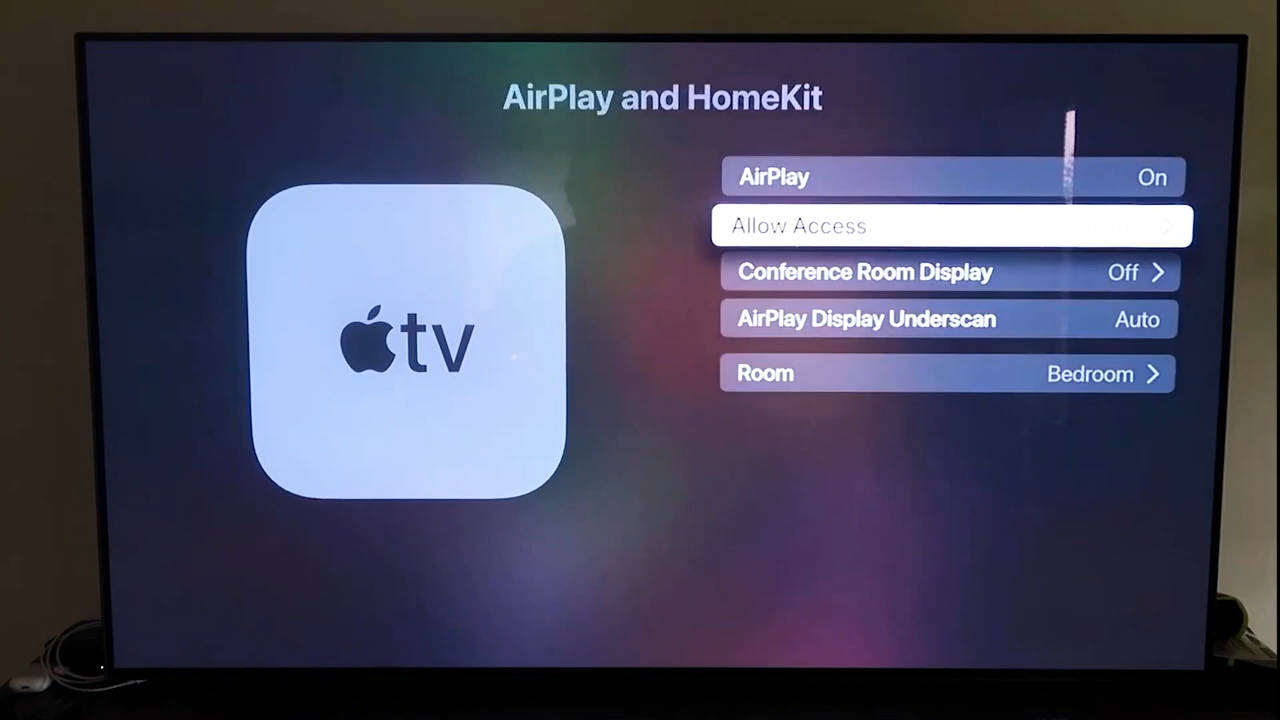 AirPlay and HomeKit
tv
AirPlay On
Allow Access
Conference Room Display Off
AirPlay Display Underscan Auto
Room Bedroom